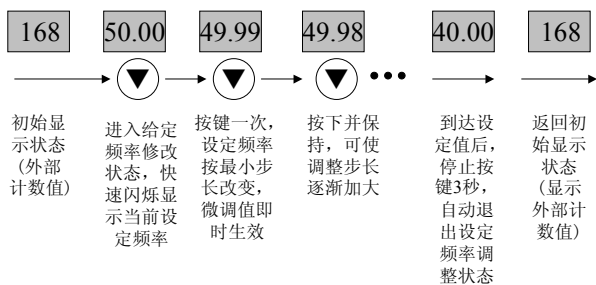 168
50.00
49.99
49.98
40.00
168
初始显
示状态
(外部
计数值)
进入给定
频率修改
状态，快
速闪烁显
示当前设
定频率
按键一次，
设定频率
按最小步
长改变，
微调值即
时生效
按下并保
持，可使
调整步长
逐渐加大
到达设
定值后，
停止按
键3秒，
自动退
出设定
频率调
整状态
返回初
始显示
状态
(显示
外部计
数值)